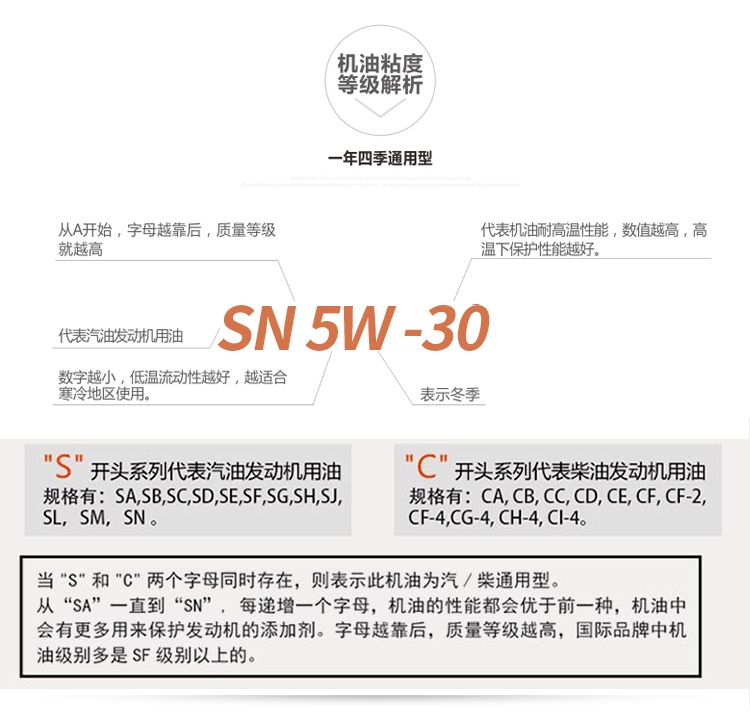 机油粘度
等级解析
一年四季通用型
从A开始，字母越靠后，质量等级
就越高
代表机油耐高温性能，数值越高，高
温下保护性能越好。
SN 5W -30
代表汽油发动机用油
数字越小，低温流动性越好，越适合
寒冷地区使用。
表示冬季
"S" 开头系列代表汽油发动机用油
规格有：SA,SB,SC,SD,SE,SF,SG,SH,SJ,
SL，SM，SN 。
"C" 开头系列代表柴油发动机用油
规格有：CA, CB, CC, CD, CE, CF, CF-2,
CF-4,CG-4, CH-4, CI-4。
当 "S" 和 "C" 两个字母同时存在，则表示此机油为汽 / 柴通用型。
从 “SA” 一直到 “SN” ，每递增一个字母，机油的性能都会优于前一种，机油中
会有更多用来保护发动机的添加剂。字母越靠后，质量等级越高，国际品牌中机
油级别多是 SF 级别以上的。